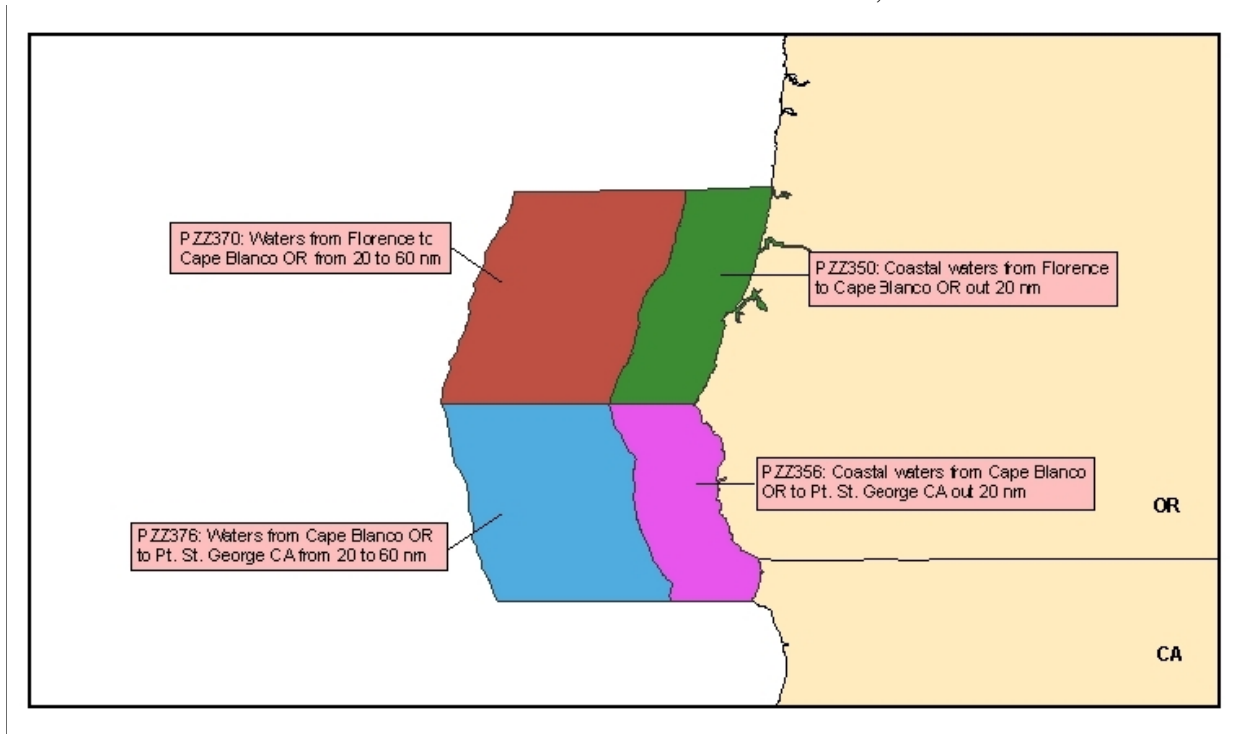 PZZ370: Waters from Florence to
Cape Blanco OR from 20 to 60 nm
PZZ350: Coastal waters from Florence
to Cape Blanco OR out 20 nm
PZZ356: Coastal waters from Cape Blanco
OR to Pt. St. George CA out 20 nm
OR
PZZ376: Waters from Cape Blanco OR
to Pt. St. George CA from 20 to 60 nm
CA